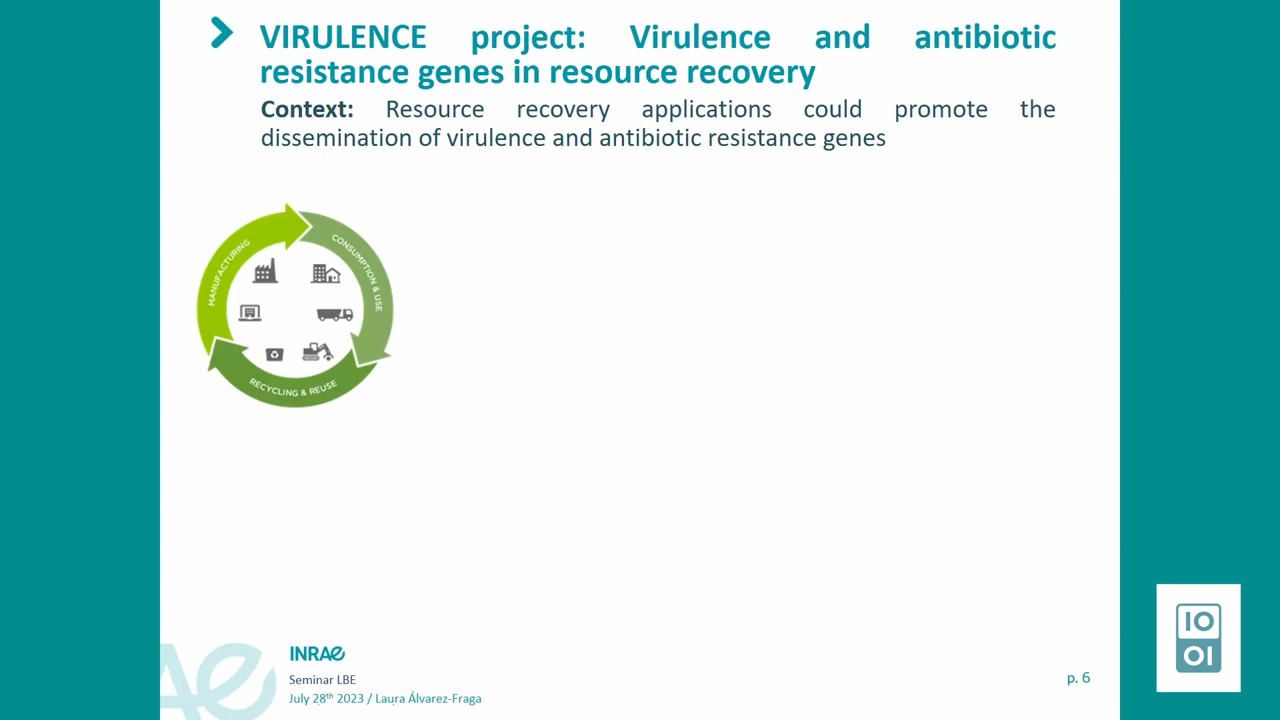 VIRULENCE project: Virulence and antibiotic
resistance genes in resource recovery
Context: Resource recovery applications could promote the
dissemination of virulence and antibiotic resistance genes
MANUFACTURING
CONSUMPTION & USE
RECYCLING & REUSE
INRAE
Seminar LBE
July 28th 2023 / Laura Álvarez-Fraga
p. 6
IO
OI